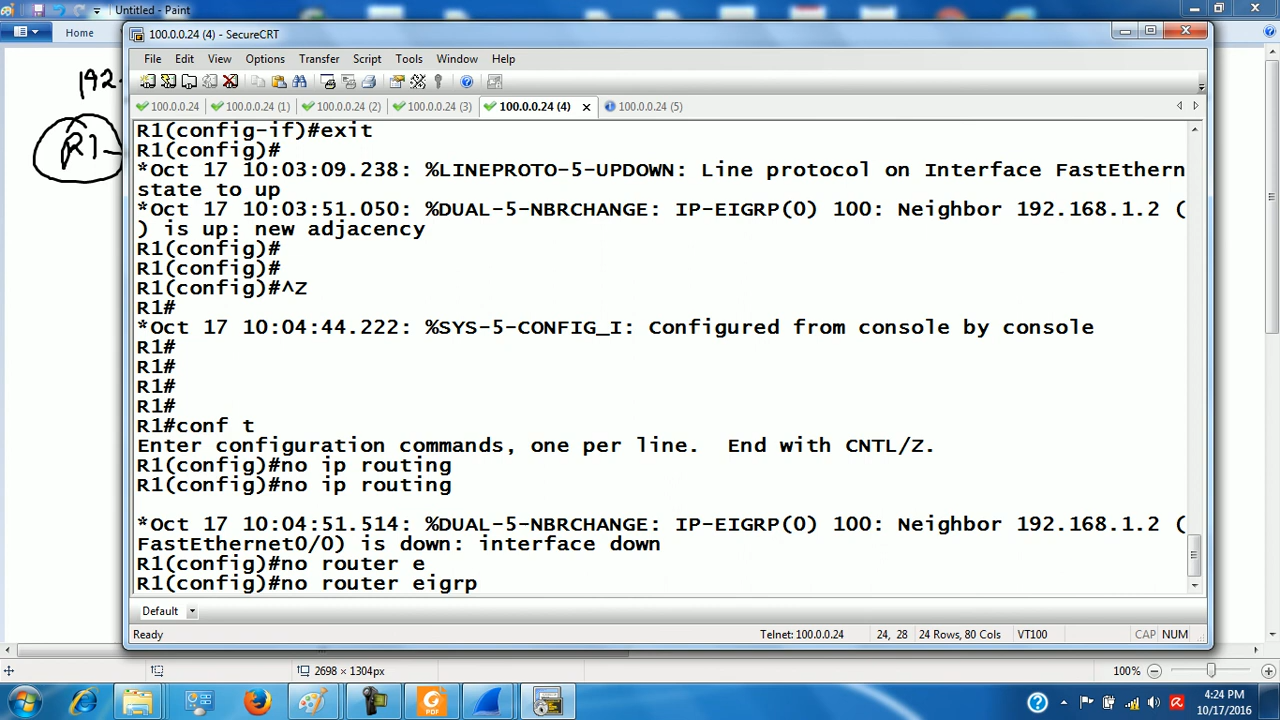 Untitled - Paint
Home
192-
R1
100.0.0.24 (4) - SecureCRT
File Edit View Options Transfer Script Tools Window Help
100.0.0.24 100.0.0.24 (1) 100.0.0.24 (2) 100.0.0.24 (3) 100.0.0.24 (4) 100.0.0.24 (5)
R1(config-if)#exit
R1(config)#
*Oct 17 10:03:09.238: %LINEPROTO-5-UPDOWN: Line protocol on Interface FastEthern
state to up
*Oct 17 10:03:51.050: %DUAL-5-NBRCHANGE: IP-EIGRP(0) 100: Neighbor 192.168.1.2 (
) is up: new adjacency
R1(config)#
R1(config)#
R1(config)#^Z
R1#
*Oct 17 10:04:44.222: %SYS-5-CONFIG_I: Configured from console by console
R1#
R1#
R1#
R1#
R1#conf t
Enter configuration commands, one per line.  End with CNTL/Z.
R1(config)#no ip routing
R1(config)#no ip routing
*Oct 17 10:04:51.514: %DUAL-5-NBRCHANGE: IP-EIGRP(0) 100: Neighbor 192.168.1.2 (
FastEthernet0/0) is down: interface down
R1(config)#no router e
R1(config)#no router eigrp
Default
Ready Telnet: 100.0.0.24 24, 28 24 Rows, 80 Cols VT100 CAP NUM
2698 × 1304px 100%
PDF
4:24 PM
10/17/2016